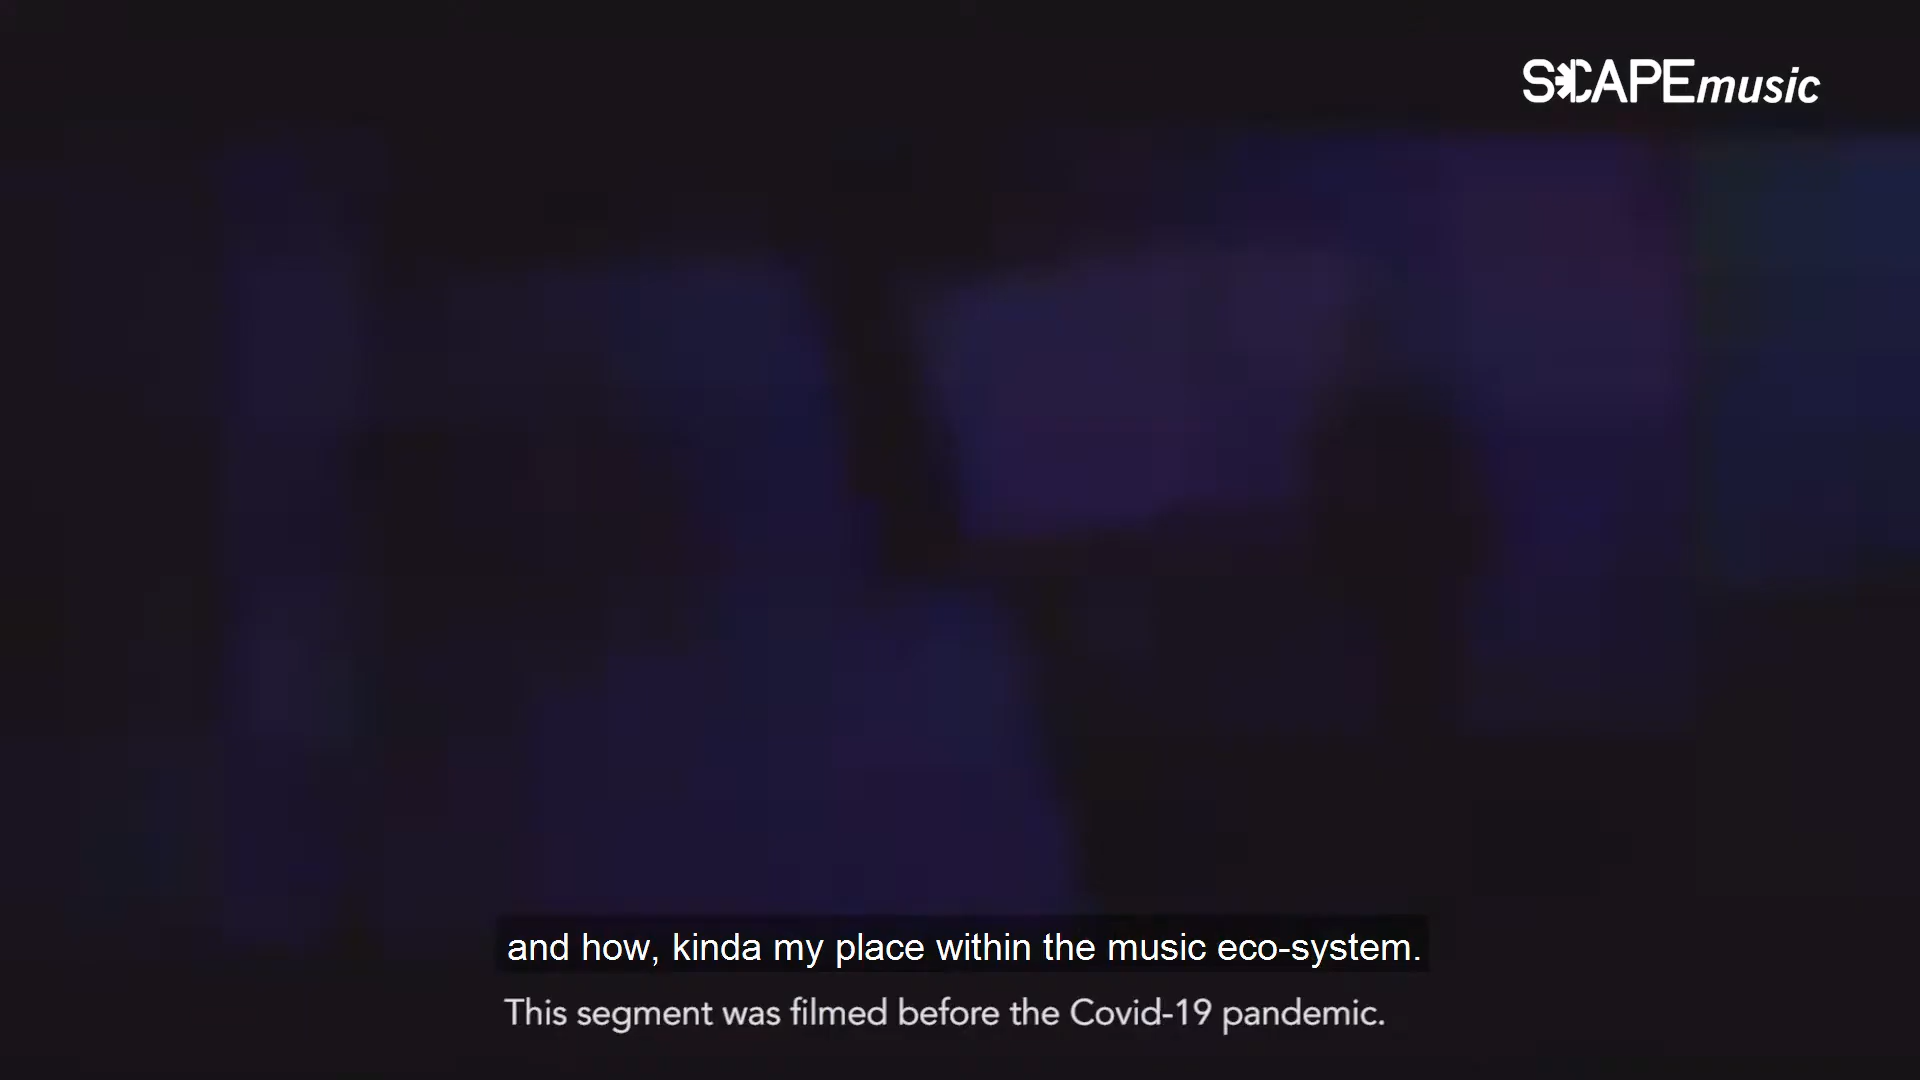 S*CAPEmusic
and how, kinda my place within the music eco-system.
This segment was filmed before the Covid-19 pandemic.